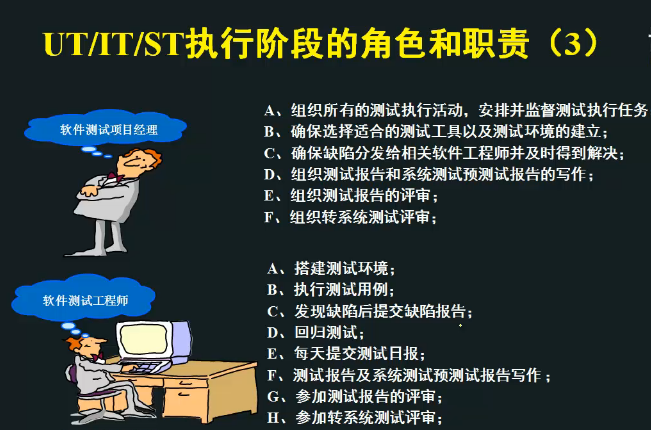 UT/IT/ST执行阶段的角色和职责（3）
软件测试项目经理
A、组织所有的测试执行活动，安排并监督测试执行任务
B、确保选择适合的测试工具以及测试环境的建立；
C、确保缺陷分发给相关软件工程师并及时得到解决；
D、组织测试报告和系统测试预测试报告的写作；
E、组织测试报告的评审；
F、组织转系统测试评审；
软件测试工程师
A、搭建测试环境；
B、执行测试用例；
C、发现缺陷后提交缺陷报告；
D、回归测试；
E、每天提交测试日报；
F、测试报告及系统测试预测试报告写作；
G、参加测试报告的评审；
H、参加转系统测试评审；